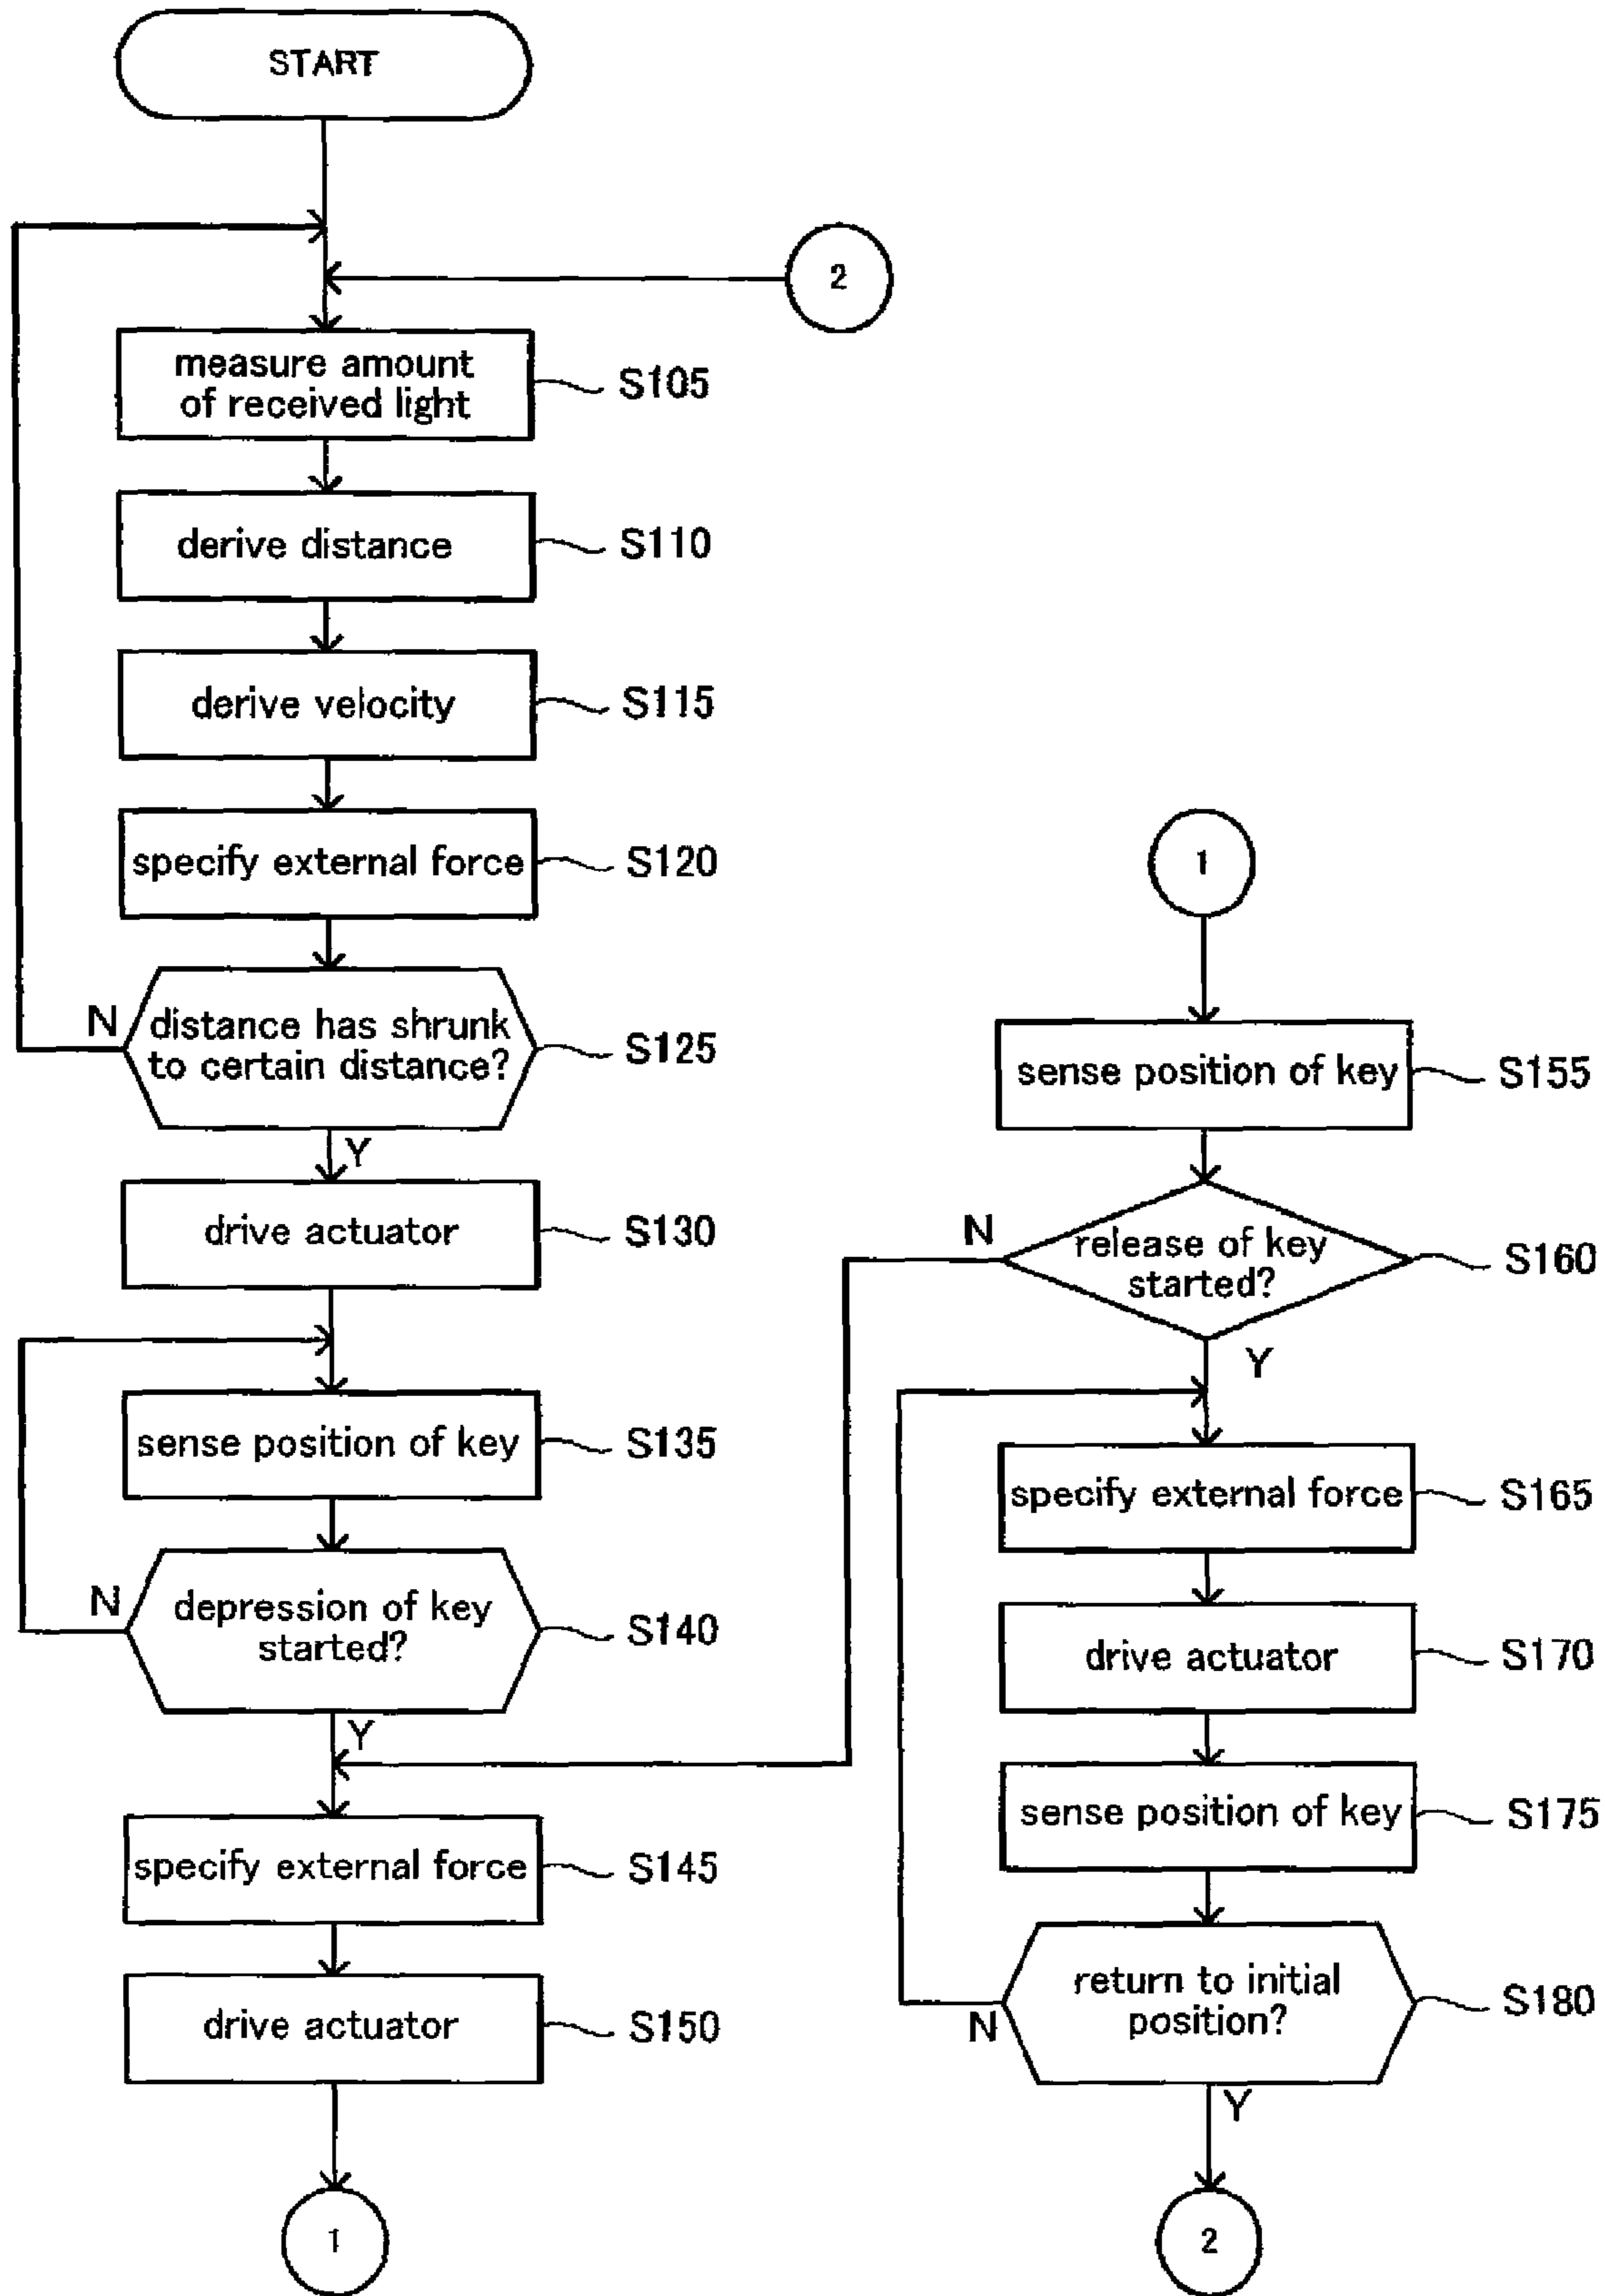 START
2
measure amount
of received light
S105
derive distance
S110
derive velocity
S115
specify external force
S120
N
distance has shrunk
to certain distance?
S125
Y
drive actuator
S130
sense position of key
S135
N
depression of key
started?
S140
Y
specify external force
S145
drive actuator
S150
1
1
sense position of key
S155
N
release of key
started?
S160
Y
specify external force
S165
drive actuator
S170
sense position of key
S175
return to initial
position?
S180
N
Y
2